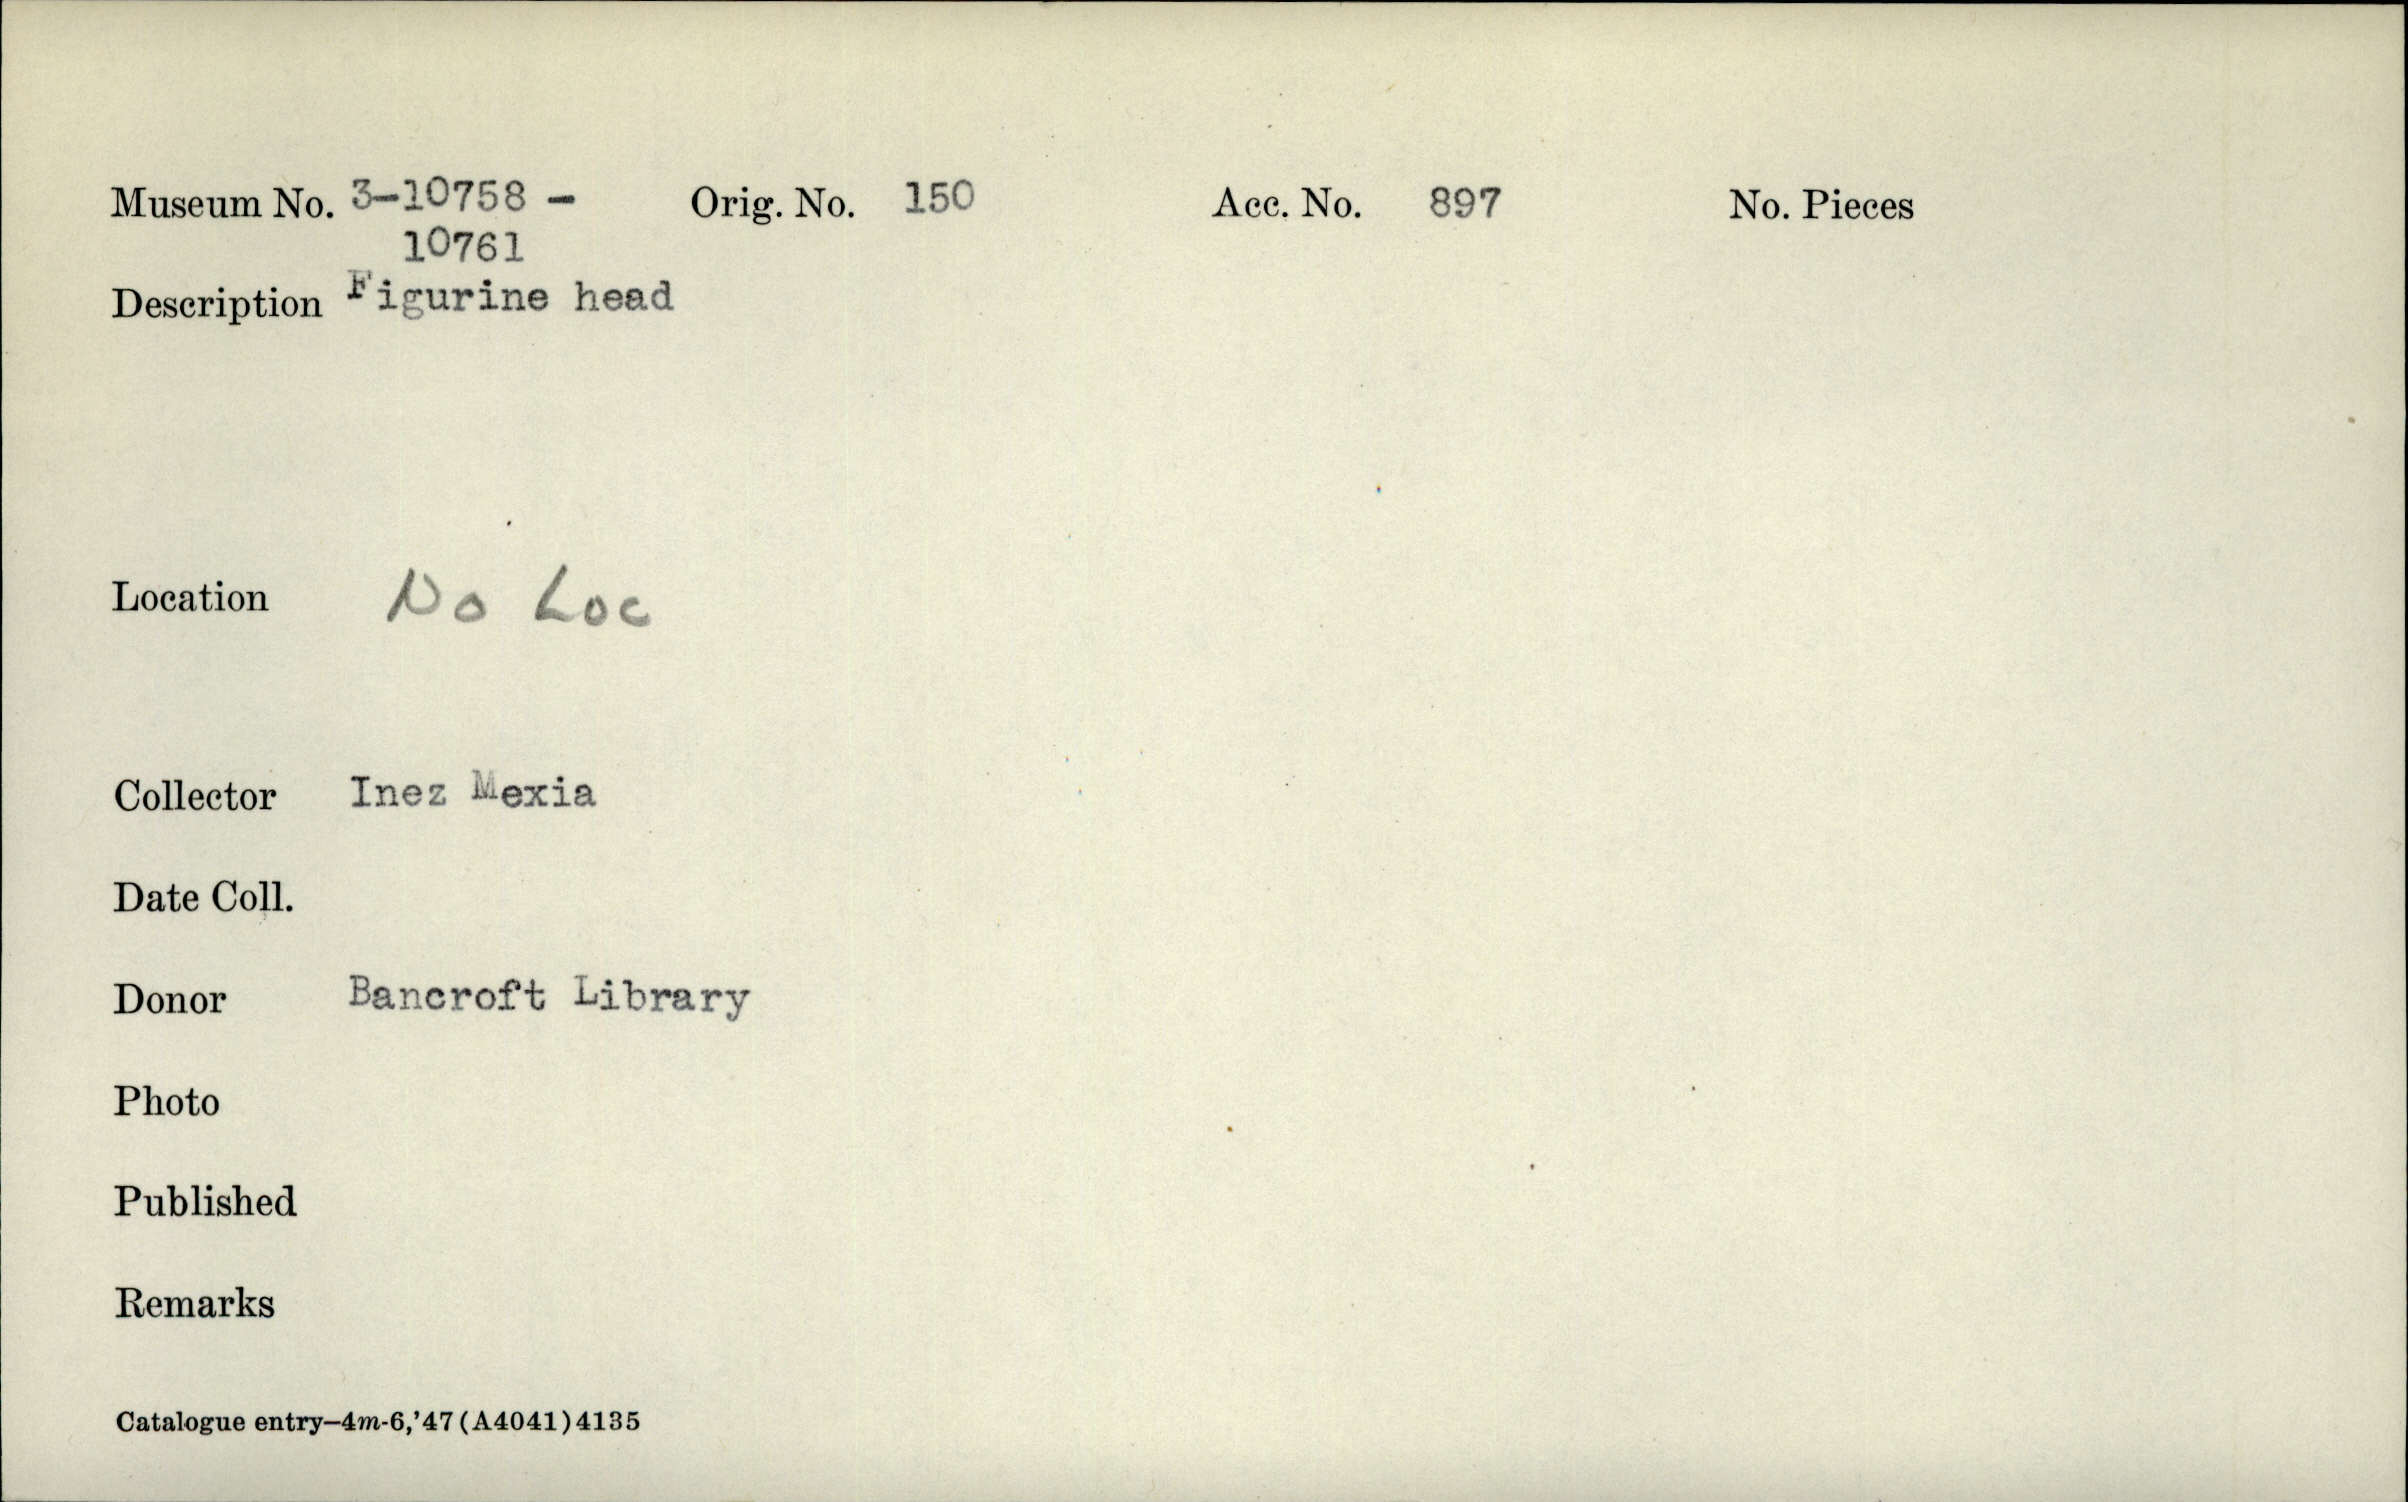 Museum No. 3-10758 - Orig. No. 150 Acc. No. 897 No. Pieces
10761
Description Figurine head
Location No Loc
Collector Inez Mexia
Date Coll.
Donor Bancroft Library
Photo
Published
Remarks
Catalogue entry—4m-6,'47(A4041)4135